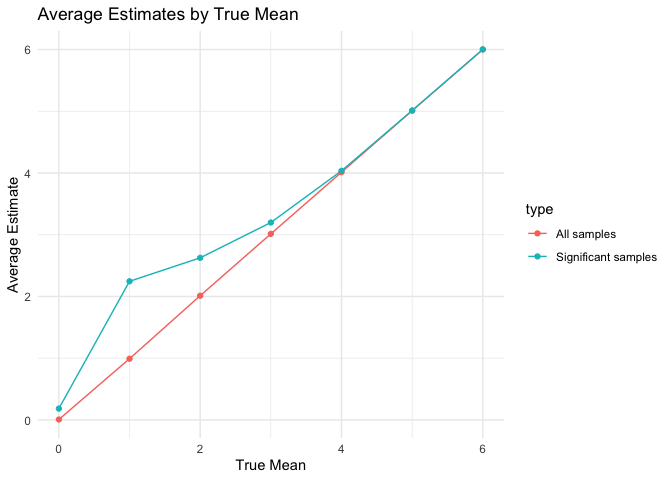 Average Estimates by True Mean
6
4
2
0
Average Estimate
0
2
4
6
True Mean
type
All samples
Significant samples